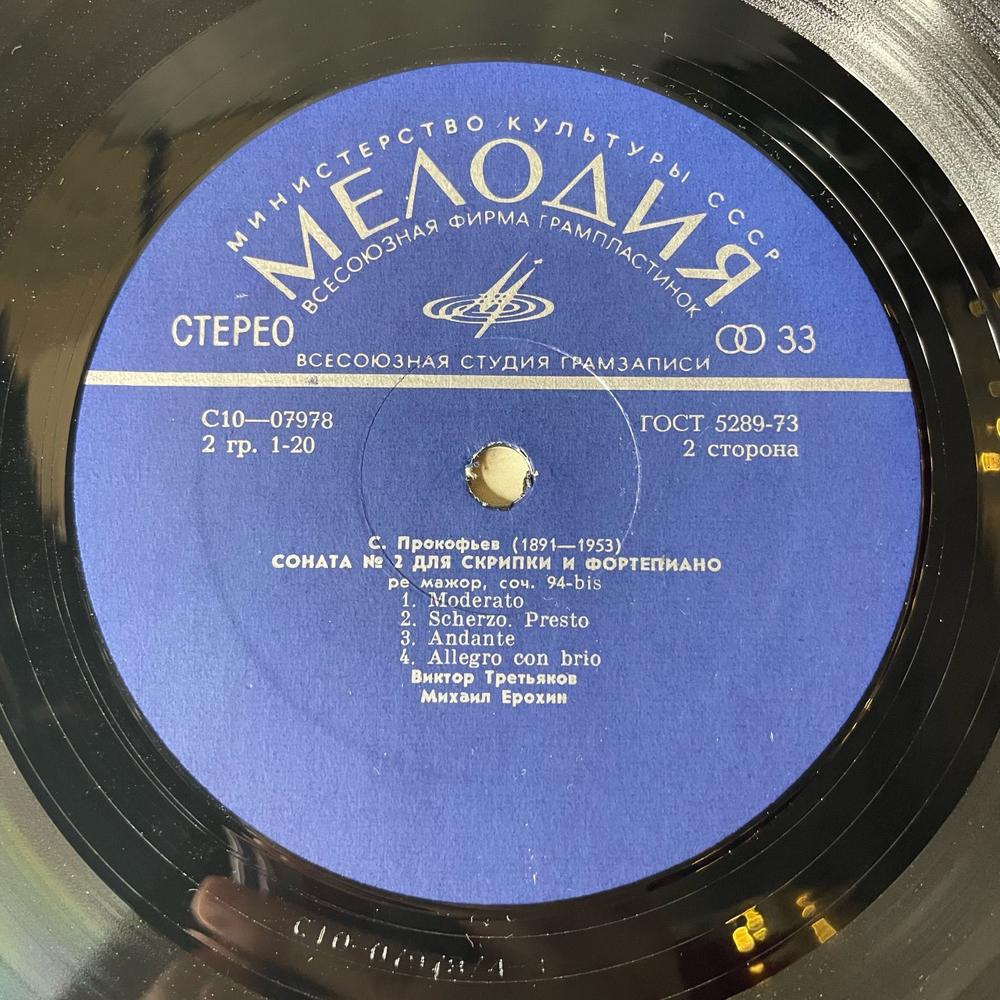 МИНИСТЕРСТВО КУЛЬТУРЫ СССР
МЕЛОДИЯ
ВСЕСОЮЗНАЯ ФИРМА ГРАМПЛАСТИНОК
СТЕРЕО
33
ВСЕСОЮЗНАЯ СТУДИЯ ГРАМЗАПИСИ
С10—07978
ГОСТ 5289-73
2 гр. 1-20
2 сторона
С. Прокофьев (1891—1953)
СОНАТА № 2 ДЛЯ СКРИПКИ И ФОРТЕПИАНО
ре мажор, соч. 94-bis
1. Moderato
2. Scherzo. Presto
3. Andante
4. Allegro con brio
Виктор Третьяков
Михаил Ерохин